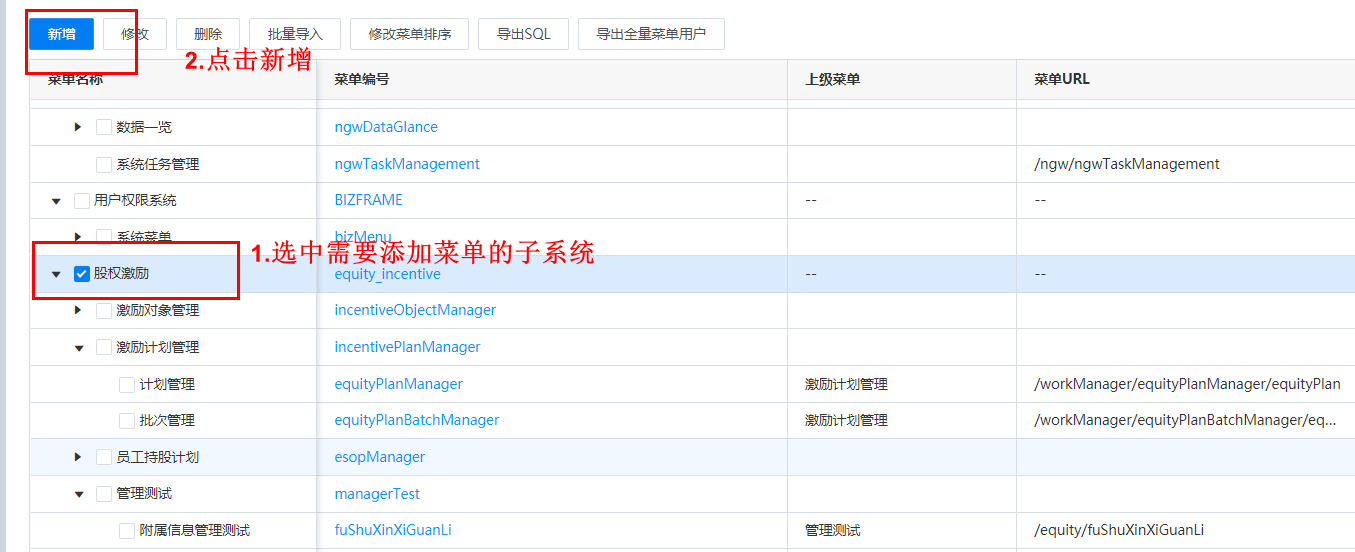 新增 修改 删除 批量导入 修改菜单排序 导出SQL 导出全量菜单用户
2.点击新增
菜单名称 菜单编号 上级菜单 菜单URL
数据一览 ngwDataGlance
系统任务管理 ngwTaskManagement /ngw/ngwTaskManagement
用户权限系统 BIZFRAME -- --
系统菜单 bizMenu
1.选中需要添加菜单的子系统
股权激励 equity_incentive -- --
激励对象管理 incentiveObjectManager
激励计划管理 incentivePlanManager
计划管理 equityPlanManager 激励计划管理 /workManager/equityPlanManager/equityPlan
批次管理 equityPlanBatchManager 激励计划管理 /workManager/equityPlanBatchManager/eq...
员工持股计划 esopManager
管理测试 managerTest
附属信息管理测试 fuShuXinXiGuanLi 管理测试 /equity/fuShuXinXiGuanLi